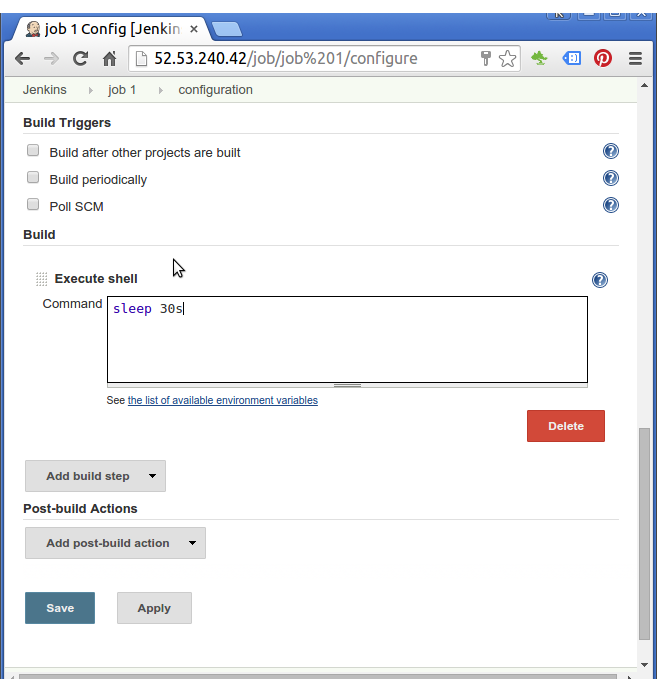 job 1 Config [Jenkin
52.53.240.42/job/job%201/configure
Jenkins job 1 configuration
Build Triggers
Build after other projects are built
Build periodically
Poll SCM
Build
Execute shell
Command
sleep 30s
See the list of available environment variables
Delete
Add build step
Post-build Actions
Add post-build action
Save Apply